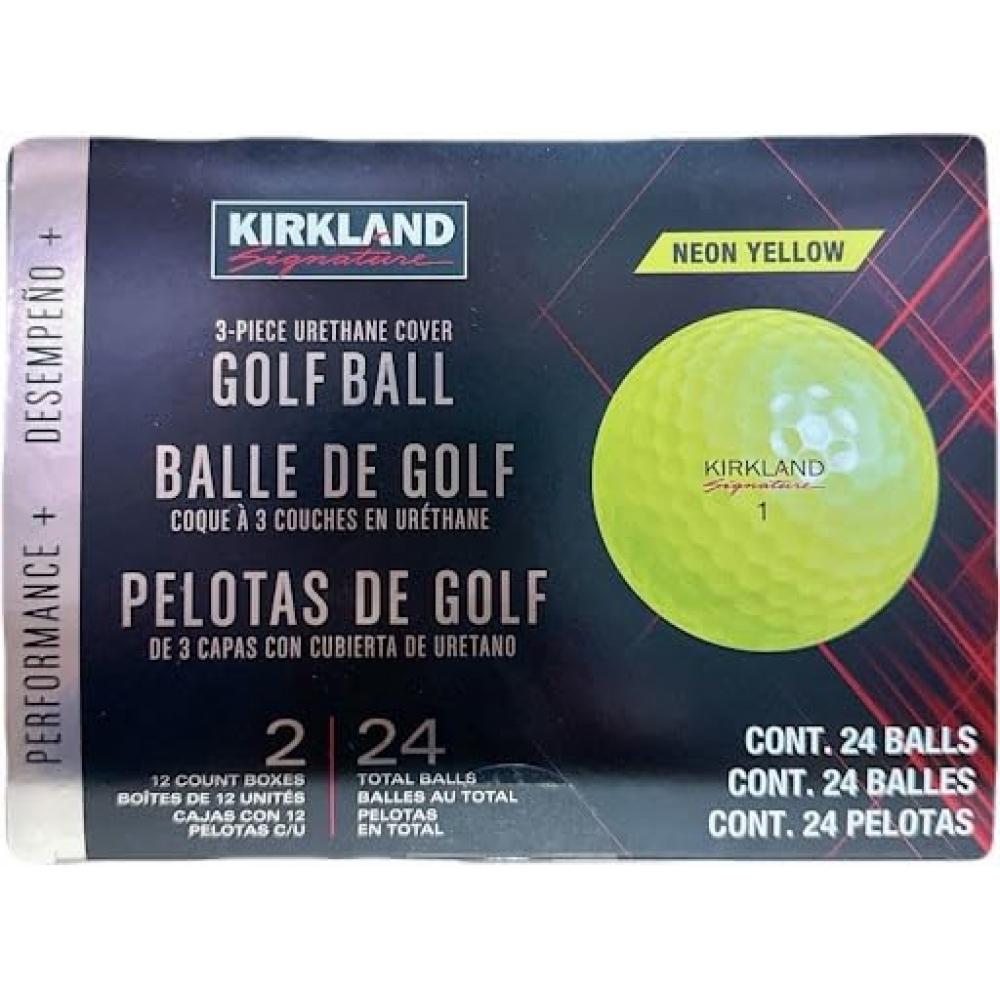 PERFORMANCE + DESEMPEÑO +
KIRKLAND
Signature
3-PIECE URETHANE COVER
GOLF BALL
BALLE DE GOLF
COQUE À 3 COUCHES EN URÉTHANE
PELOTAS DE GOLF
DE 3 CAPAS CON CUBIERTA DE URETANO
2
12 COUNT BOXES
BOÎTES DE 12 UNITÉS
CAJAS CON 12
PELOTAS C/U
24
TOTAL BALLS
BALLES AU TOTAL
PELOTAS
EN TOTAL
NEON YELLOW
KIRKLAND
Signature
1
CONT. 24 BALLS
CONT. 24 BALLES
CONT. 24 PELOTAS